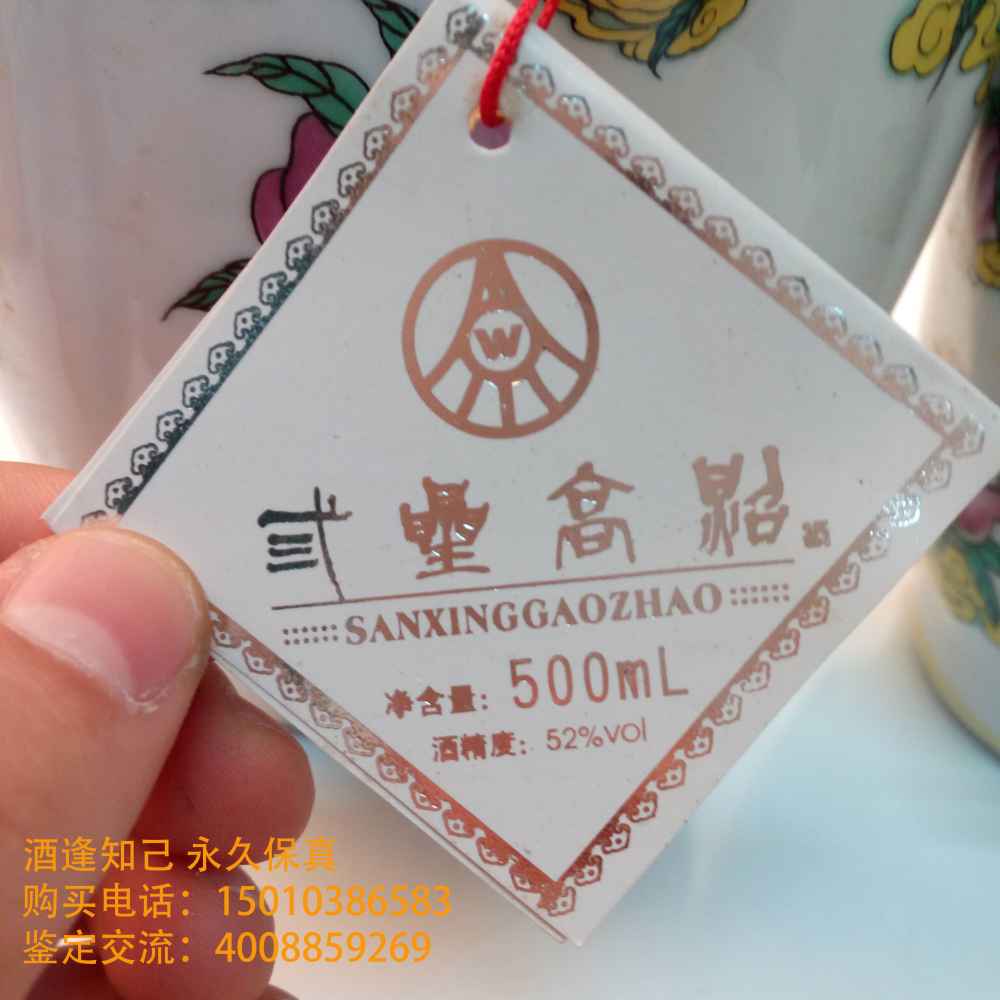 W
叁星高照
SANXINGGAOZHAO
净含量：500mL
酒精度：52%vol
酒逢知己 永久保真
购买电话：15010386583
鉴定交流：4008859269